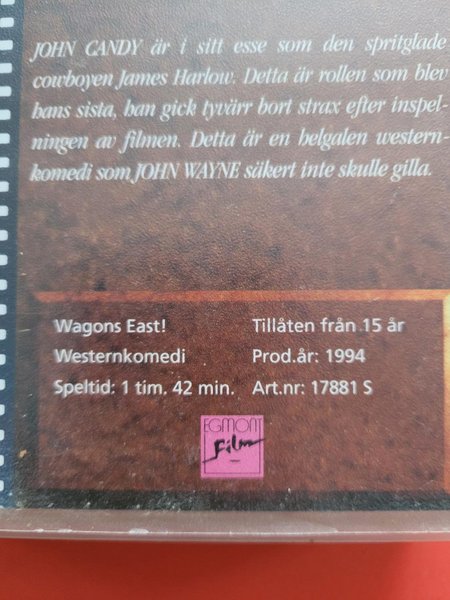 JOHN CANDY är i sitt esse som den spritglade
cowboyen James Harlow. Detta är rollen som blev
hans sista, han gick tyvärr bort strax efter inspel-
ningen av filmen. Detta är en helgalen western-
komedi som JOHN WAYNE säkert inte skulle gilla.
Wagons East!
Westernkomedi
Speltid: 1 tim. 42 min.
Tillåten från 15 år
Prod.år: 1994
Art.nr: 17881 S
EGMONT
Film